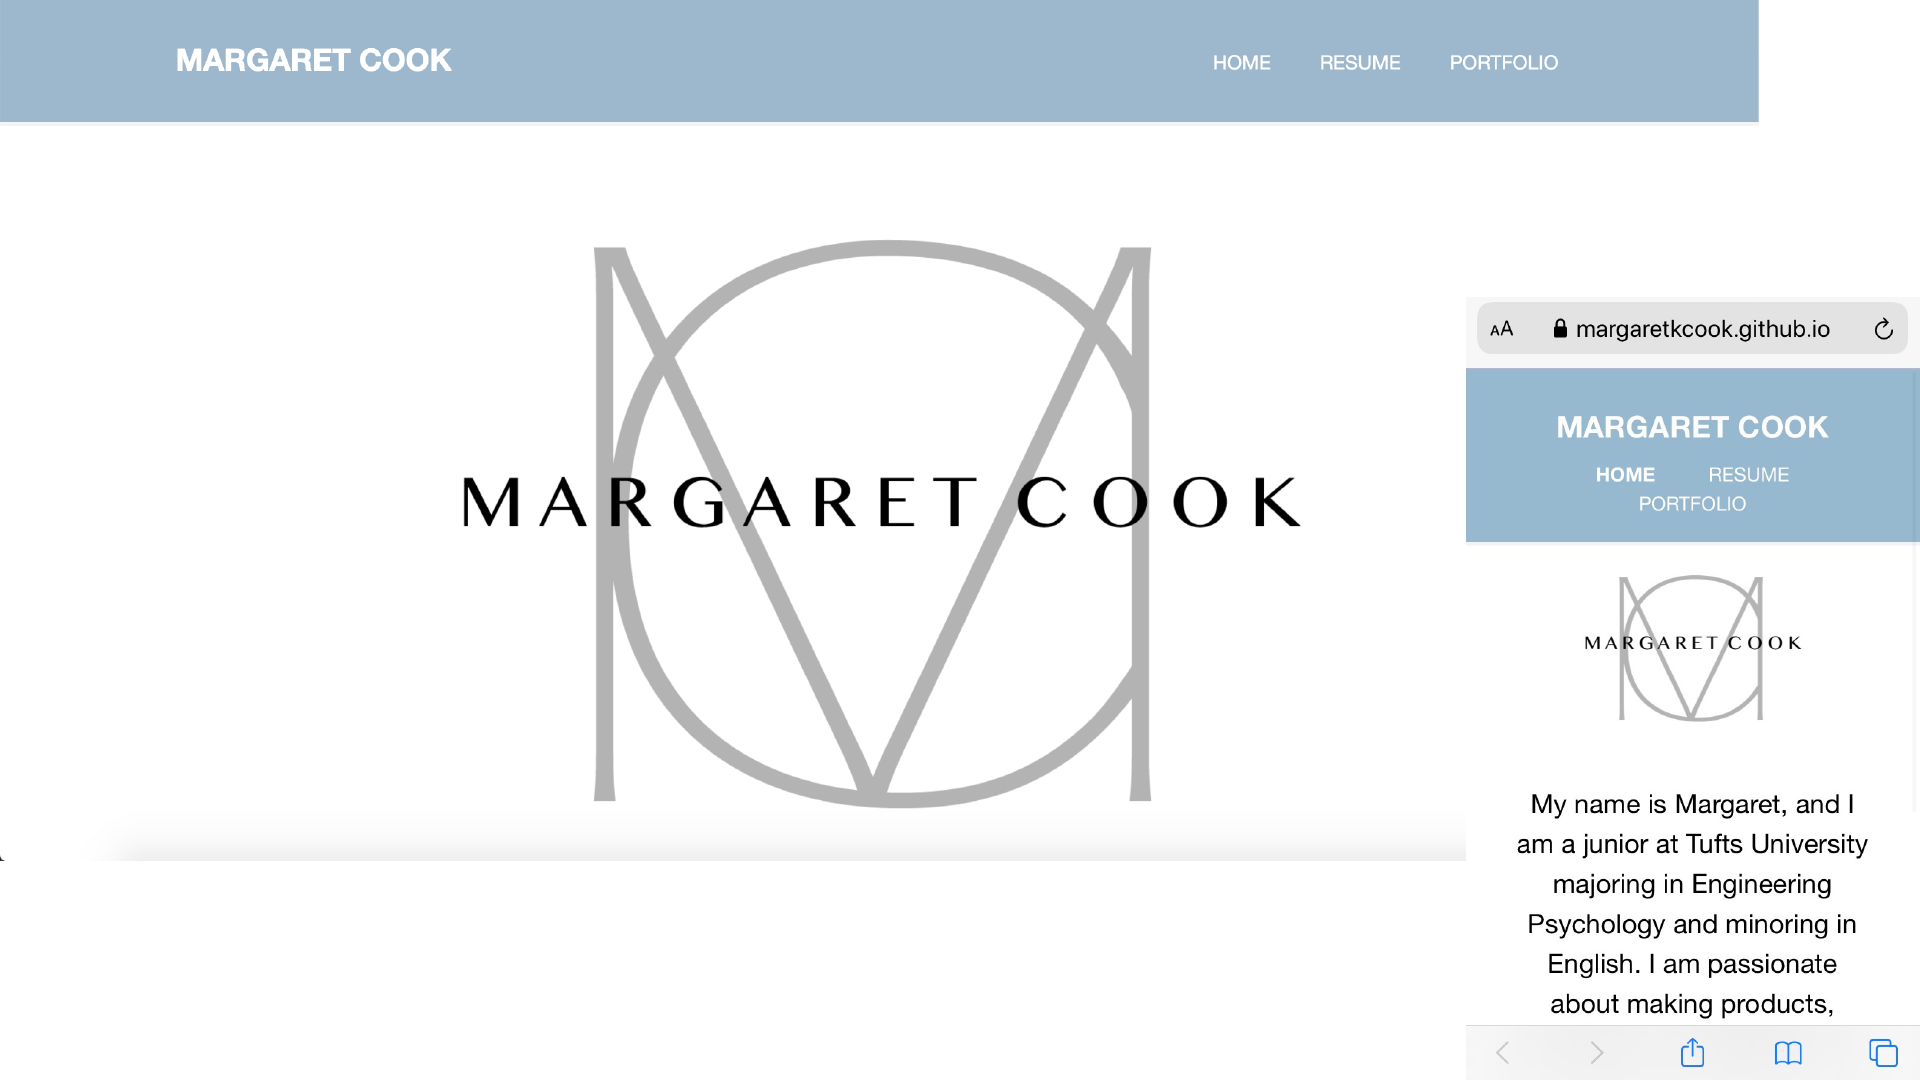 MARGARET COOK
HOME RESUME PORTFOLIO
MARGARET COOK
AA margaretkcook.github.io
MARGARET COOK
HOME RESUME
PORTFOLIO
MARGARET COOK
My name is Margaret, and I
am a junior at Tufts University
majoring in Engineering
Psychology and minoring in
English. I am passionate
about making products,